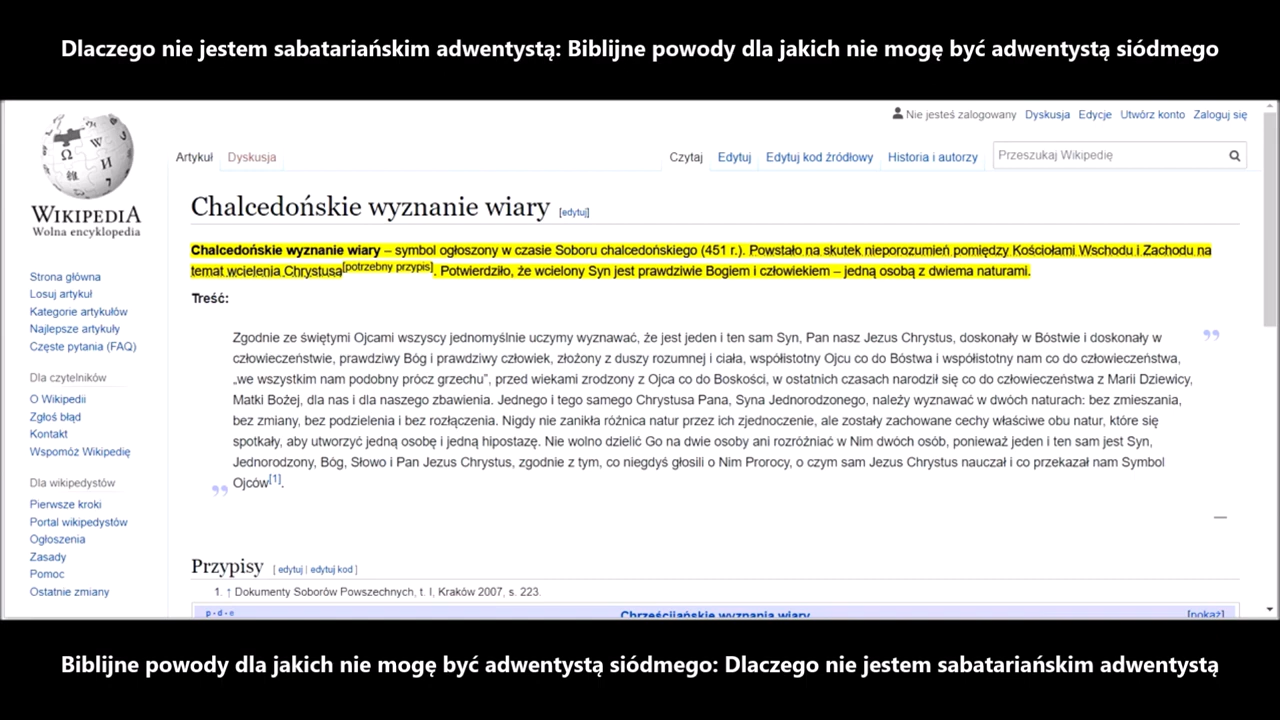 Dlaczego nie jestem sabatariańskim adwentystą: Biblijne powody dla jakich nie mogę być adwentystą siódmego
Nie jesteś zalogowany Dyskusja Edycje Utwórz konto Zaloguj się
Artykuł Dyskusja Czytaj Edytuj Edytuj kod źródłowy Historia i autorzy Przeszukaj Wikipedię
WIKIPEDIA
Wolna encyklopedia
Strona główna
Losuj artykuł
Kategorie artykułów
Najlepsze artykuły
Częste pytania (FAQ)
Dla czytelników
O Wikipedii
Zgłoś błąd
Kontakt
Wspomóż Wikipedię
Dla wikipedystów
Pierwsze kroki
Portal wikipedystów
Ogłoszenia
Zasady
Pomoc
Ostatnie zmiany
Chalcedońskie wyznanie wiary [edytuj]
Chalcedońskie wyznanie wiary – symbol ogłoszony w czasie Soboru chalcedońskiego (451 r.). Powstało na skutek nieporozumień pomiędzy Kościołami Wschodu i Zachodu na
temat wcielenia Chrystusa[potrzebny przypis]. Potwierdziło, że wcielony Syn jest prawdziwie Bogiem i człowiekiem – jedną osobą z dwiema naturami.
Treść:
Zgodnie ze świętymi Ojcami wszyscy jednomyślnie uczymy wyznawać, że jest jeden i ten sam Syn, Pan nasz Jezus Chrystus, doskonały w Bóstwie i doskonały w
człowieczeństwie, prawdziwy Bóg i prawdziwy człowiek, złożony z duszy rozumnej i ciała, współistotny Ojcu co do Bóstwa i współistotny nam co do człowieczeństwa,
„we wszystkim nam podobny prócz grzechu”, przed wiekami zrodzony z Ojca co do Boskości, w ostatnich czasach narodził się co do człowieczeństwa z Marii Dziewicy,
Matki Bożej, dla nas i dla naszego zbawienia. Jednego i tego samego Chrystusa Pana, Syna Jednorodzonego, należy wyznawać w dwóch naturach: bez zmieszania,
bez zmiany, bez podzielenia i bez rozłączenia. Nigdy nie zanikła różnica natur przez ich zjednoczenie, ale zostały zachowane cechy właściwe obu natur, które się
spotkały, aby utworzyć jedną osobę i jedną hipostazę. Nie wolno dzielić Go na dwie osoby ani rozróżniać w Nim dwóch osób, ponieważ jeden i ten sam jest Syn,
Jednorodzony, Bóg, Słowo i Pan Jezus Chrystus, zgodnie z tym, co niegdyś głosili o Nim Prorocy, o czym sam Jezus Chrystus nauczał i co przekazał nam Symbol
Ojców[1].
—
Przypisy [ edytuj | edytuj kod ]
1. ↑ Dokumenty Soborów Powszechnych, t. I, Kraków 2007, s. 223.
p · d · e Chrześcijańskie wyznania wiary [pokaż]
Biblijne powody dla jakich nie mogę być adwentystą siódmego: Dlaczego nie jestem sabatariańskim adwentystą